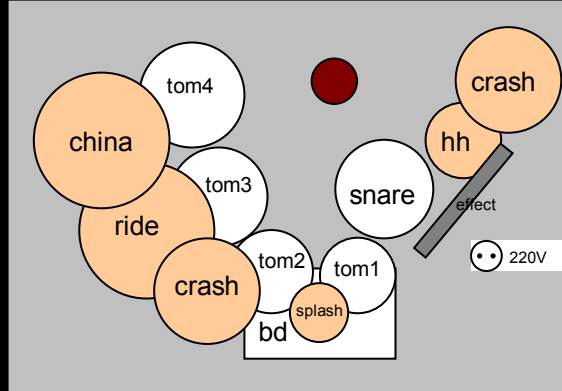 crash
tom4
china
hh
tom3
snare
effect
ride
220V
tom2
tom1
crash
splash
bd